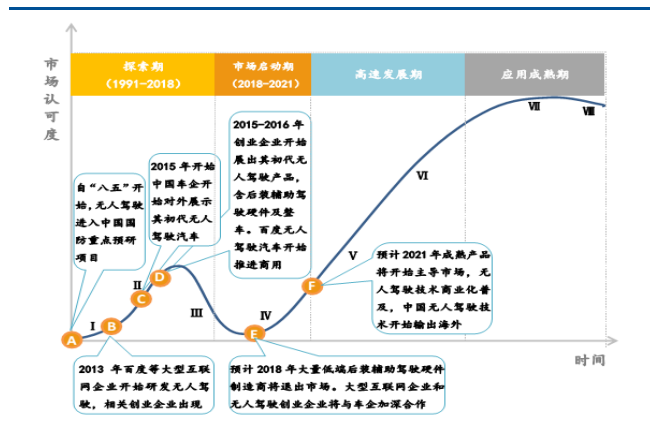 市场认可度
探索期
(1991-2018)
市场启动期
(2018-2021)
高速发展期
应用成熟期
自“八五”开
始,无人驾驶
进入中国国
防重点预研
项目
2015 年开始
中国车企开
始对外展示
其初代无人
驾驶汽车
2015-2016 年
创业企业开始
展出其初代无
人驾驶产品，
含后装辅助驾
驶硬件及整
车。百度无人
驾驶汽车开始
推进商用
VII
VIII
VI
V
预计 2021 年成熟产品
将开始主导市场，无
人驾驶技术商业化普
及，中国无人驾驶技
术开始输出海外
D
II
C
F
III
IV
I
B
E
A
时间
2013 年百度等大型互联
网企业开始研发无人驾
驶，相关创业企业出现
预计 2018 年大量低端后装辅助驾驶硬件
制造商将退出市场。大型互联网企业和
无人驾驶创业企业将与车企加深合作